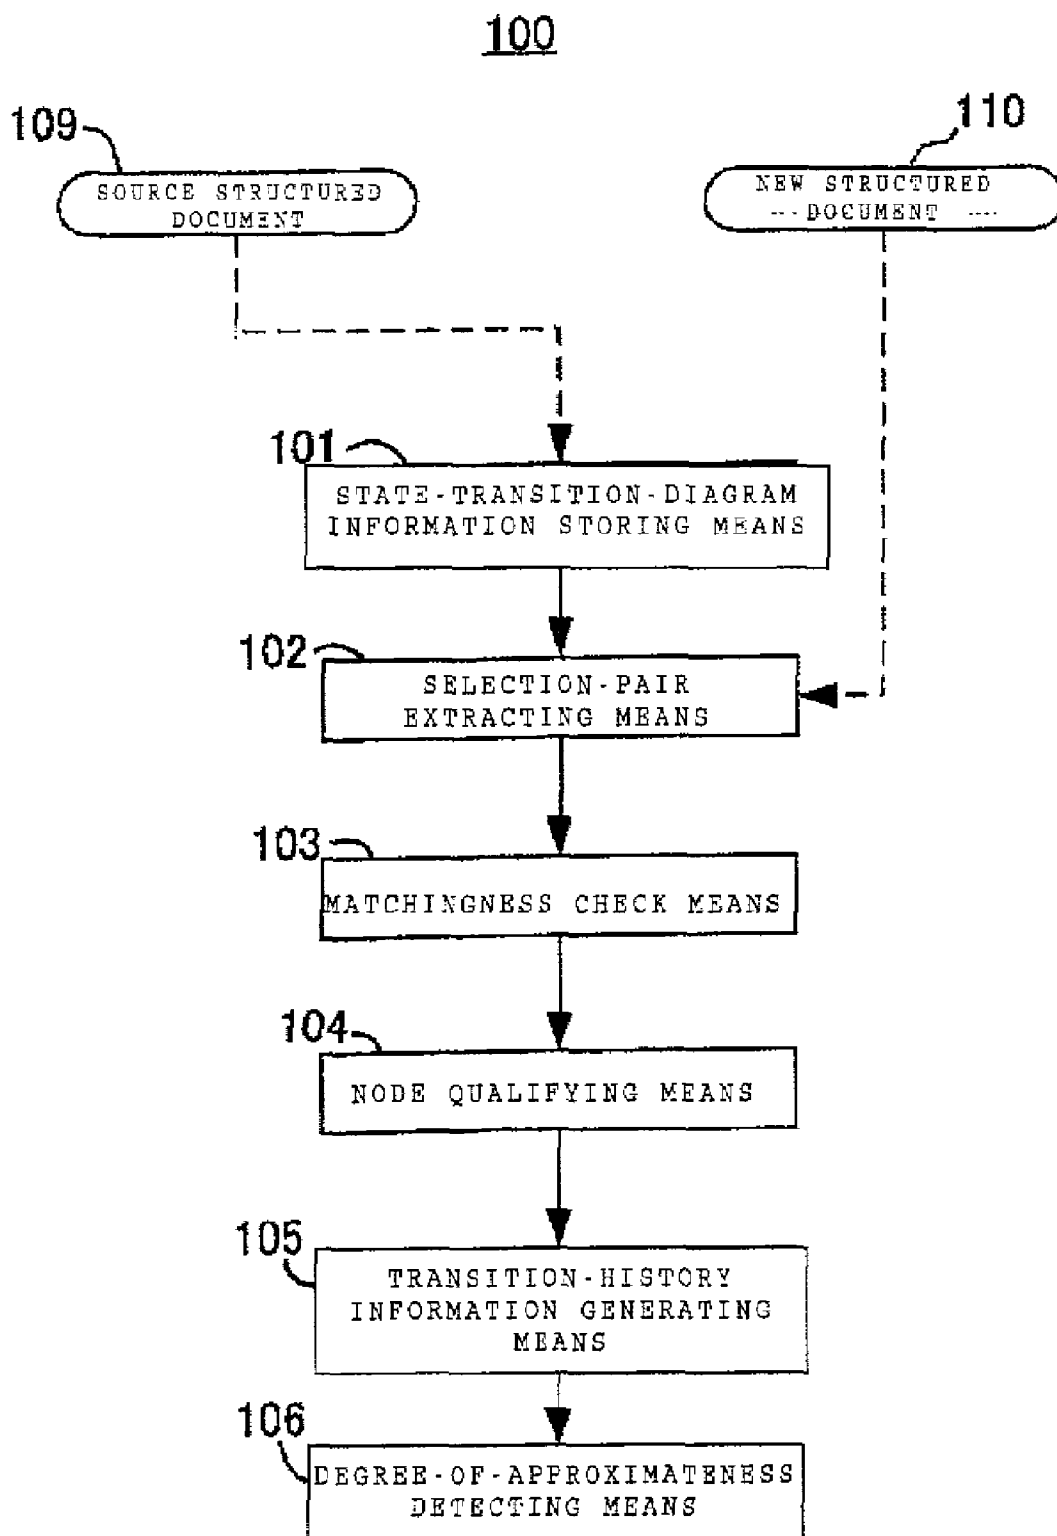 100
109
110
SOURCE STRUCTURED
DOCUMENT
NEW STRUCTURED
DOCUMENT
101
STATE-TRANSITION-DIAGRAM
INFORMATION STORING MEANS
102
SELECTION-PAIR
EXTRACTING MEANS
103
MATCHINGNESS CHECK MEANS
104
NODE QUALIFYING MEANS
105
TRANSITION-HISTORY
INFORMATION GENERATING
MEANS
106
DEGREE-OF-APPROXIMATENESS
DETECTING MEANS